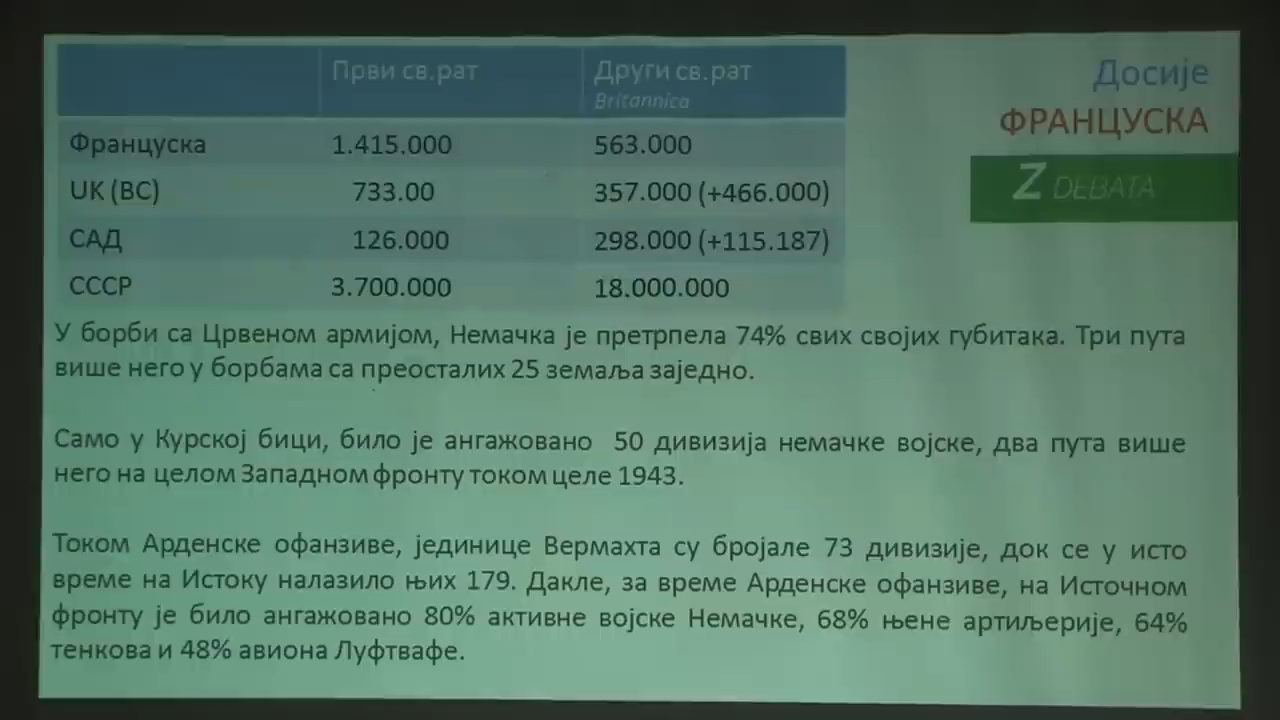 Први св.рат Други св.рат
Britannica
Француска 1.415.000 563.000
UK (BC) 733.00 357.000 (+466.000)
САД 126.000 298.000 (+115.187)
СССР 3.700.000 18.000.000
Досије
ФРАНЦУСКА
Z DEBATA
У борби са Црвеном армијом, Немачка је претрпела 74% свих својих губитака. Три пута
више него у борбама са преосталих 25 земаља заједно.
Само у Курској бици, било је ангажовано 50 дивизија немачке војске, два пута више
него на целом Западном фронту током целе 1943.
Током Арденске офанзиве, јединице Вермахта су бројале 73 дивизије, док се у исто
време на Истоку налазило њих 179. Дакле, за време Арденске офанзиве, на Источном
фронту је било ангажовано 80% активне војске Немачке, 68% њене артиљерије, 64%
тенкова и 48% авиона Луфтвафе.